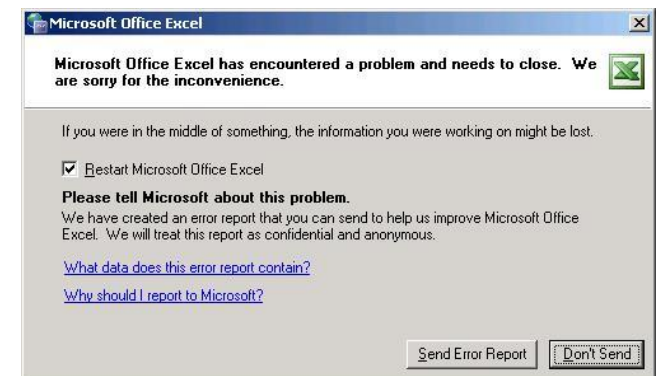 Microsoft Office Excel
Microsoft Office Excel has encountered a problem and needs to close.  We
are sorry for the inconvenience.
If you were in the middle of something, the information you were working on might be lost.
Restart Microsoft Office Excel
Please tell Microsoft about this problem.
We have created an error report that you can send to help us improve Microsoft Office
Excel.  We will treat this report as confidential and anonymous.
What data does this error report contain?
Why should I report to Microsoft?
Send Error Report
Don't Send